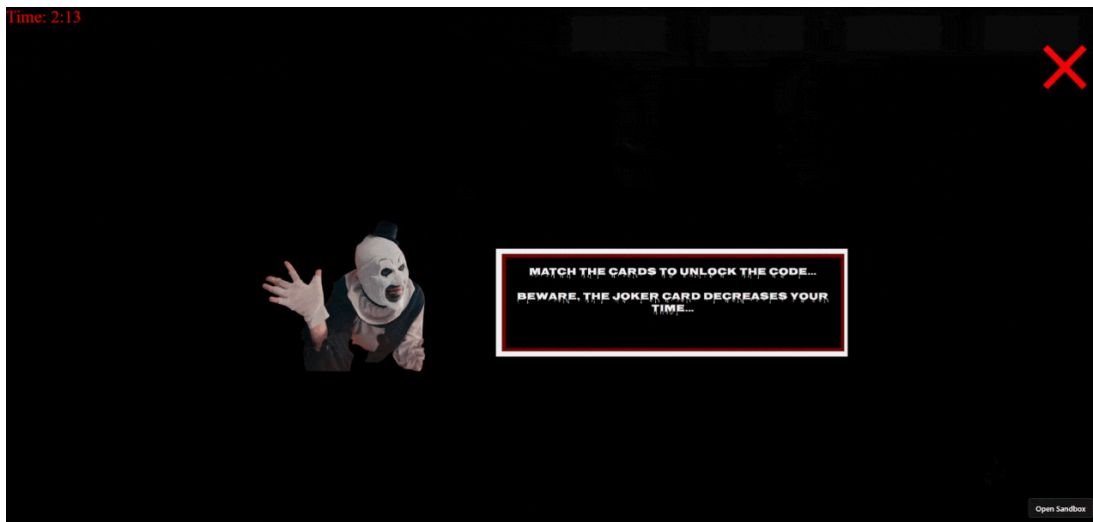 Time: 2:13
MATCH THE CARDS TO UNLOCK THE CODE...
BEWARE, THE JOKER CARD DECREASES YOUR
TIME...
Open Sandbox